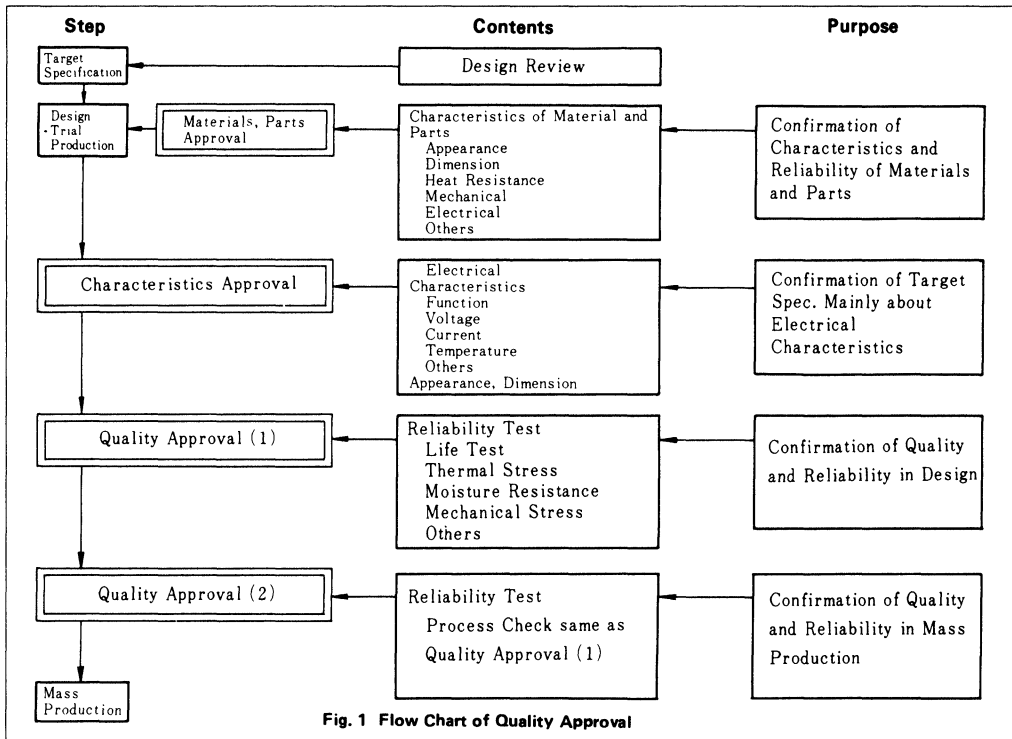 Step
Contents
Purpose
Target
Specification
Design Review
Design
·Trial
Production
Materials, Parts
Approval
Characteristics of Material and
Parts
Appearance
Dimension
Heat Resistance
Mechanical
Electrical
Others
Confirmation of
Characteristics and
Reliability of Materials
and Parts
Characteristics Approval
Electrical
Characteristics
Function
Voltage
Current
Temperature
Others
Appearance, Dimension
Confirmation of Target
Spec. Mainly about
Electrical
Characteristics
Quality Approval (1)
Reliability Test
Life Test
Thermal Stress
Moisture Resistance
Mechanical Stress
Others
Confirmation of Quality
and Reliability in Design
Quality Approval (2)
Reliability Test
Process Check same as
Quality Approval (1)
Confirmation of Quality
and Reliability in Mass
Production
Mass
Production
Fig. 1 Flow Chart of Quality Approval